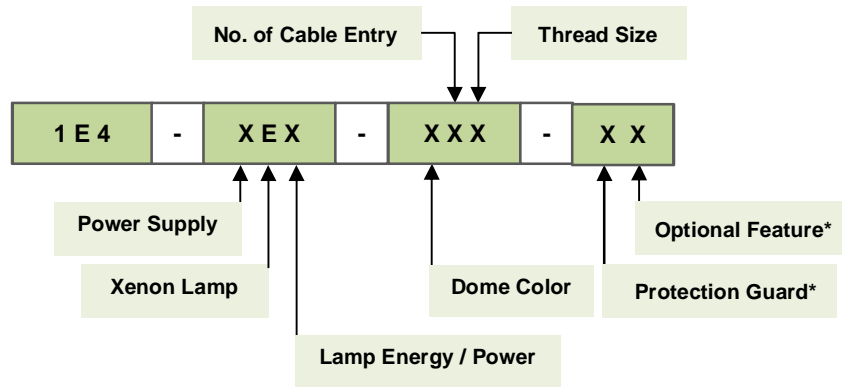 No. of Cable Entry Thread Size
1 E 4 - X E X - X X X - X X
Power Supply Optional Feature*
Xenon Lamp Dome Color Protection Guard*
Lamp Energy / Power